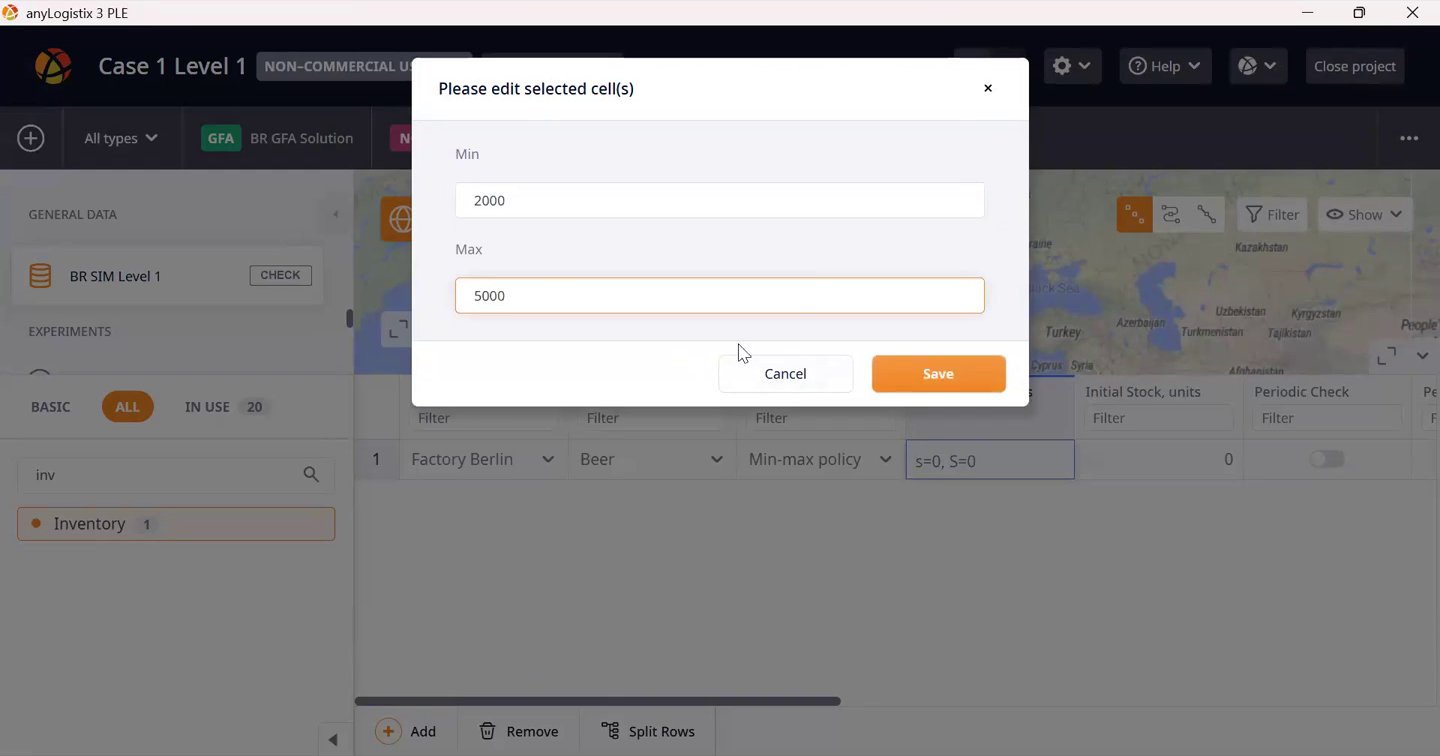 anyLogistix 3 PLE
Case 1 Level 1
NON-COMMERCIAL US
Help
Close project
Please edit selected cell(s)
All types
GFA
BR GFA Solution
Min
2000
Max
5000
Cancel
Save
GENERAL DATA
BR SIM Level 1
CHECK
EXPERIMENTS
Filter
Show
Kazakhstan
Uzbekistan
Kyrgyzstan
Turkey
Azerbaijan
Turkmenistan
Tajikistan
People'
Cyprus
Syria
Afghanistan
BASIC
ALL
IN USE 20
inv
Inventory 1
Initial Stock, units
Periodic Check
Pe
Filter
Filter
Filter
Filter
Filter
F
1
Factory Berlin
Beer
Min-max policy
s=0, S=0
0
Add
Remove
Split Rows